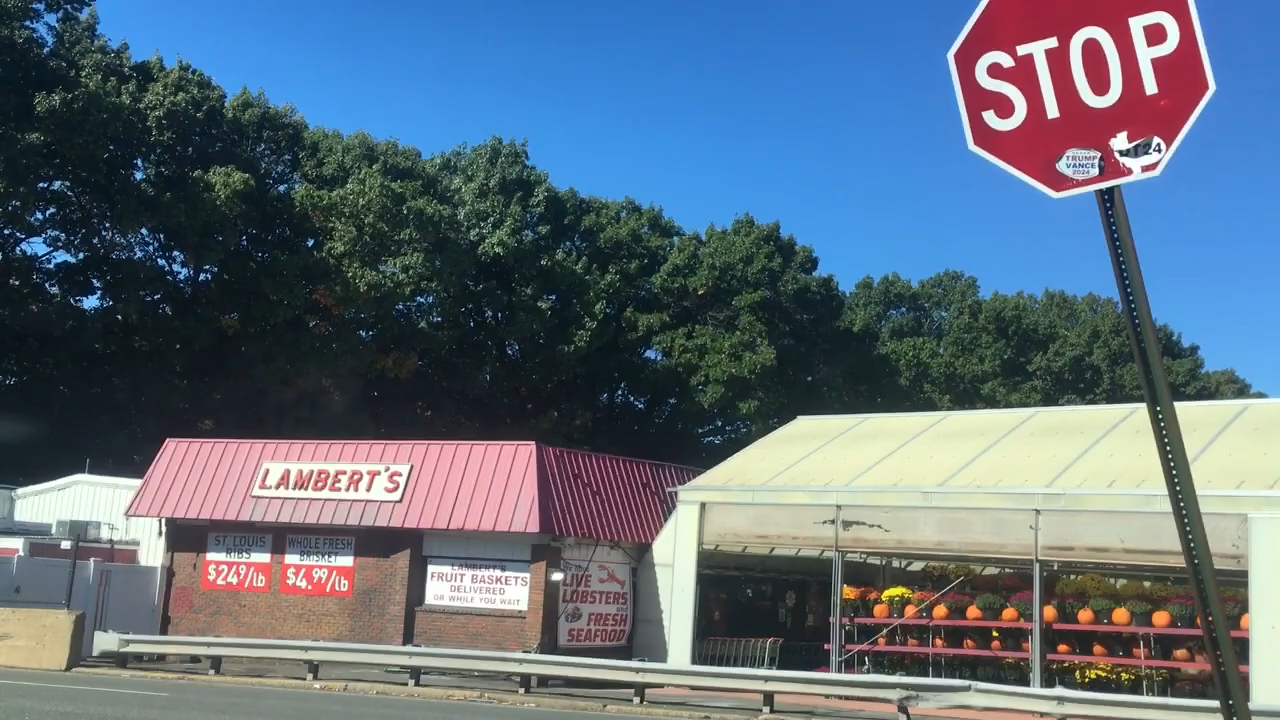 STOP
TRUMP
VANCE
2024
T24
LAMBERT'S
ST. LOUIS
RIBS
$2.49/lb
WHOLE FRESH
BRISKET
$4.99/lb
LAMBERT'S
FRUIT BASKETS
DELIVERED
OR WHILE YOU WAIT
LIVE
LOBSTERS
FRESH
SEAFOOD